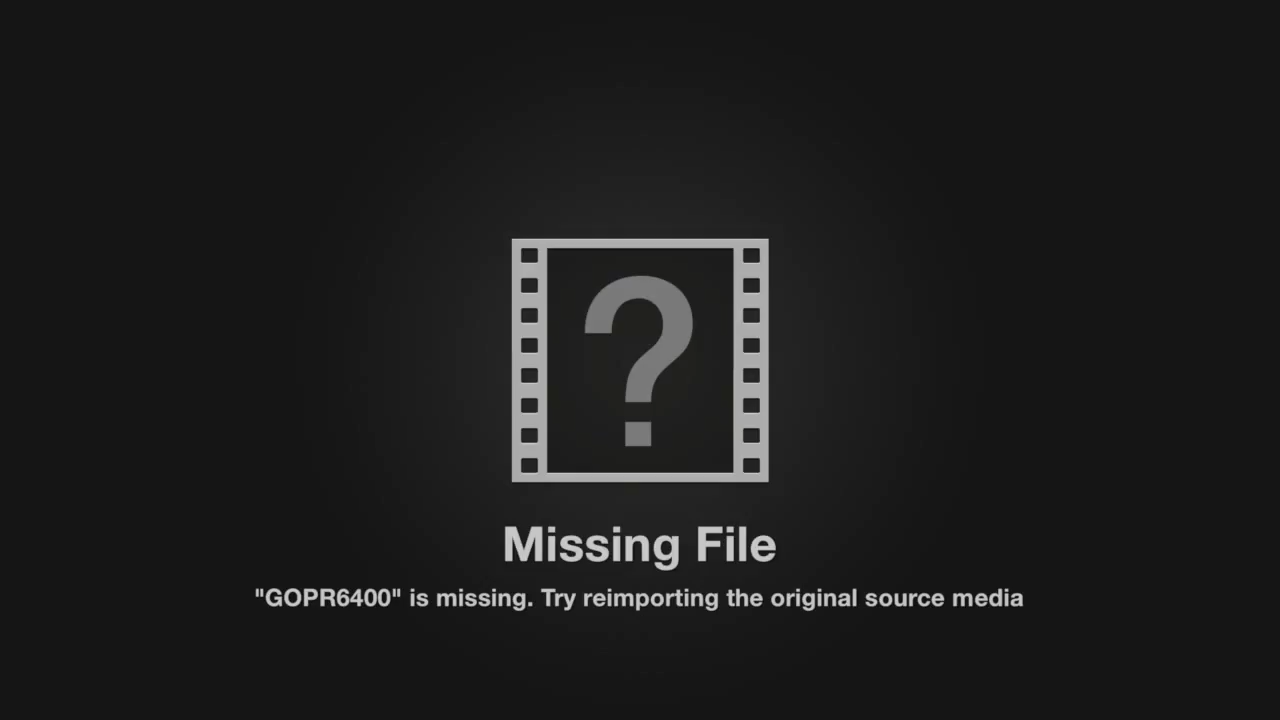 ?
Missing File
"GOPR6400" is missing. Try reimporting the original source media